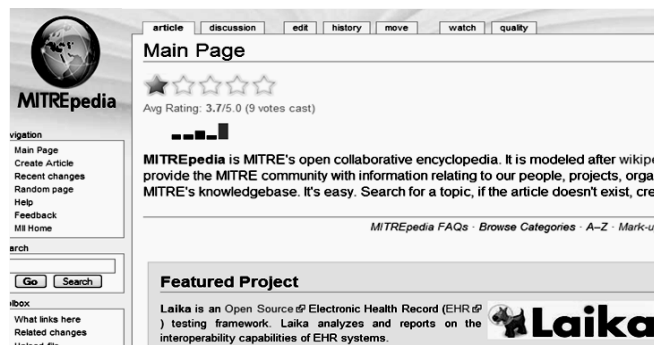 article discussion edit history move watch quality
Main Page
Avg Rating: 3.7/5.0 (9 votes cast)
MITREpedia
MITREpedia is MITRE's open collaborative encyclopedia. It is modeled after
provide the MITRE community with information relating to our people, projects,
MITRE's knowledgebase. It's easy. Search for a topic, if the article doesn't exist,
MITREpedia FAQs · Browse Categories · A–Z · Mark-u
Main Page
Create Article
Recent changes
Random page
Help
Feedback
MII Home
Go Search
What links here
Related changes
Featured Project
Laika is an Open Source Electronic Health Record (EHR
) testing framework. Laika analyzes and reports on the
interoperability capabilities of EHR systems.
Laika